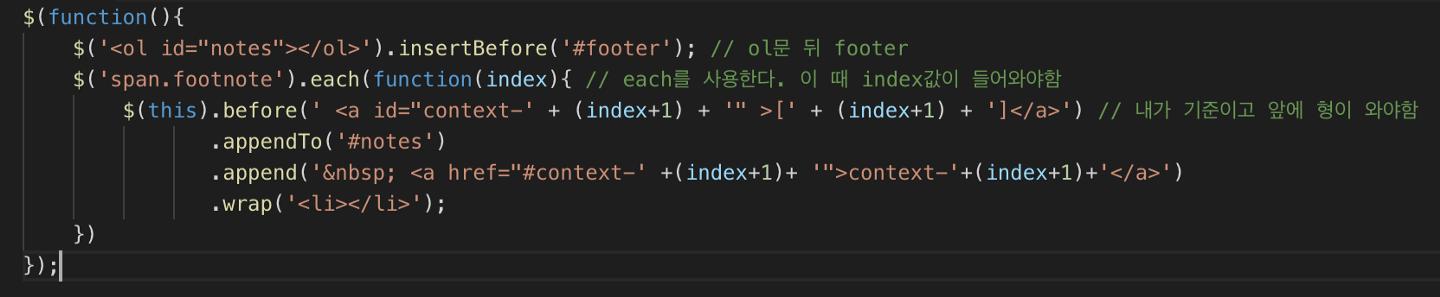 $(function(){
$('<ol id="notes"></ol>').insertBefore('#footer'); // ol문 뒤 footer
$('span.footnote').each(function(index){ // each를 사용한다. 이 때 index값이 들어와야함
$(this).before(' <a id="context-' + (index+1) + '" >[' + (index+1) + ']</a>') // 내가 기준이고 앞에 형이 와야함
.appendTo('#notes')
.append('&nbsp; <a href="#context-' +(index+1)+ '">context-'+(index+1)+'</a>')
.wrap('<li></li>');
})
});